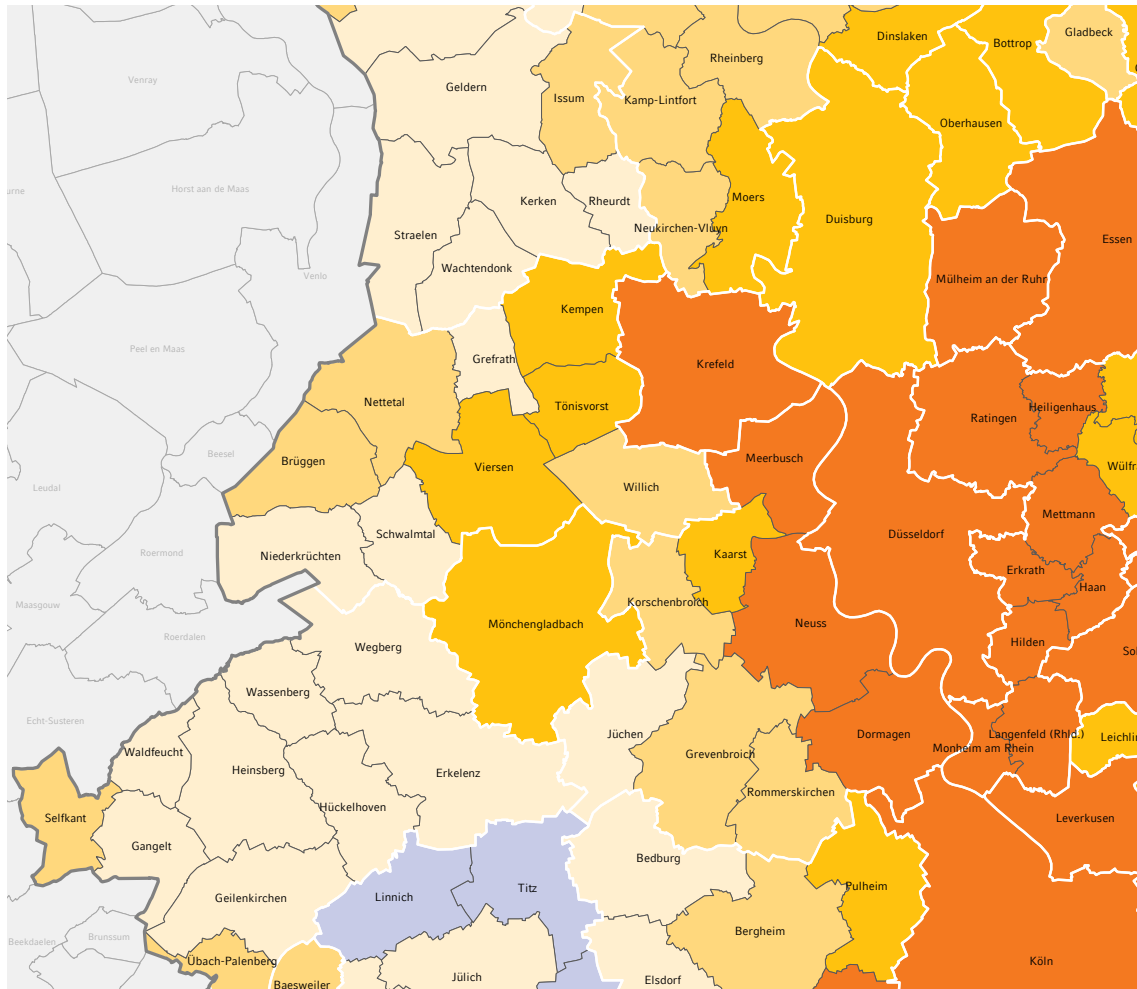 Dinslaken
Gladbeck
Bottrop
Rheinberg
Venray
Geldern
Issum
Kamp-Lintfort
Oberhausen
Horst aan de Maas
urne
Kerken
Rheurdt
Moers
Duisburg
Neukirchen-Vluyn
Straelen
Essen
Wachtendonk
Venlo
Mülheim an der Ruhr
Kempen
Peel en Maas
Grefrath
Krefeld
Nettetal
Tönisvorst
Heiligenhaus
Ratingen
Beesel
Brüggen
Viersen
Meerbusch
Wülfr
Leudal
Willich
Mettmann
Schwalmtal
Düsseldorf
Roermond
Niederkrüchten
Kaarst
Erkrath
Haan
Maasgouw
Korschenbroich
Mönchengladbach
Neuss
Roerdalen
Hilden
Wegberg
Sol
Wassenberg
Echt-Susteren
Jüchen
Dormagen
Langenfeld (Rhld.)
Leichlin
Monheim am Rhein
Waldfeucht
Grevenbroich
Heinsberg
Erkelenz
Rommerskirchen
Hückelhoven
Selfkant
Leverkusen
Gangelt
Bedburg
Pulheim
Titz
Linnich
Geilenkirchen
Bergheim
Brunssum
Beekdaelen
Übach-Palenberg
Köln
Jülich
Elsdorf
Baesweiler